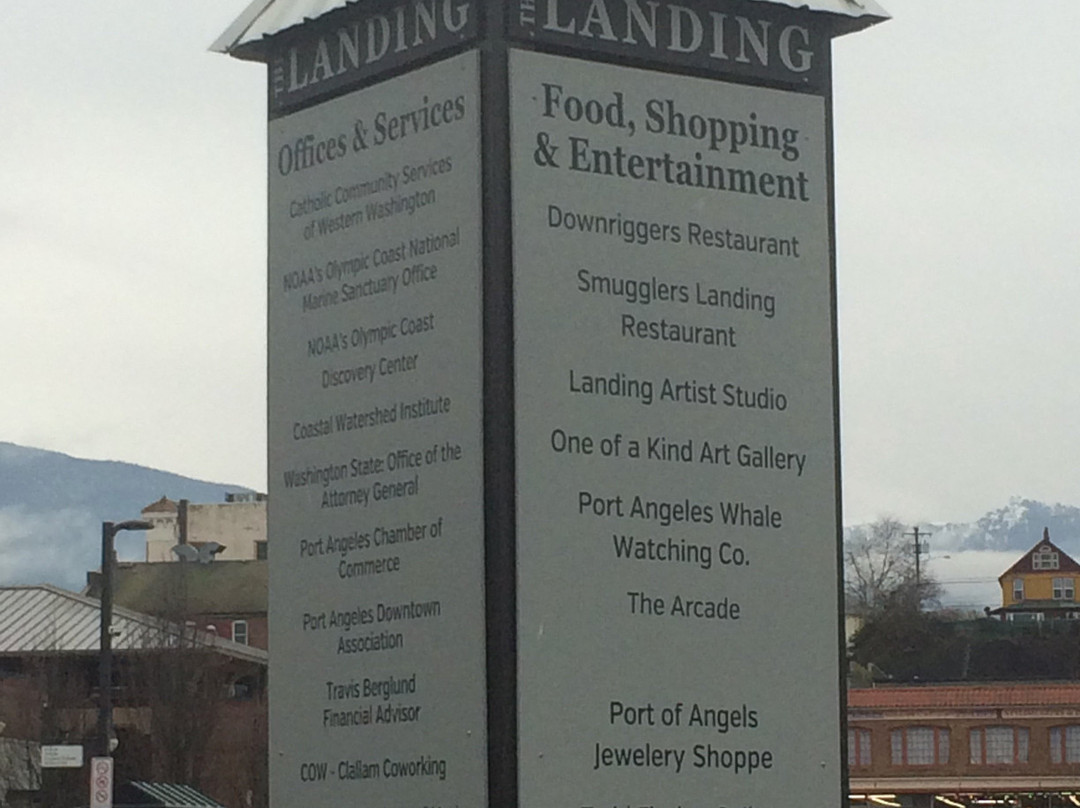 THE LANDING
Offices & Services
Catholic Community Services
of Western Washington
NOAA's Olympic Coast National
Marine Sanctuary Office
NOAA's Olympic Coast
Discovery Center
Coastal Watershed Institute
Washington State: Office of the
Attorney General
Port Angeles Chamber of
Commerce
Port Angeles Downtown
Association
Travis Berglund
Financial Advisor
COW - Clallam Coworking
THE LANDING
Food, Shopping
& Entertainment
Downriggers Restaurant
Smugglers Landing
Restaurant
Landing Artist Studio
One of a Kind Art Gallery
Port Angeles Whale
Watching Co.
The Arcade
Port of Angels
Jewelery Shoppe